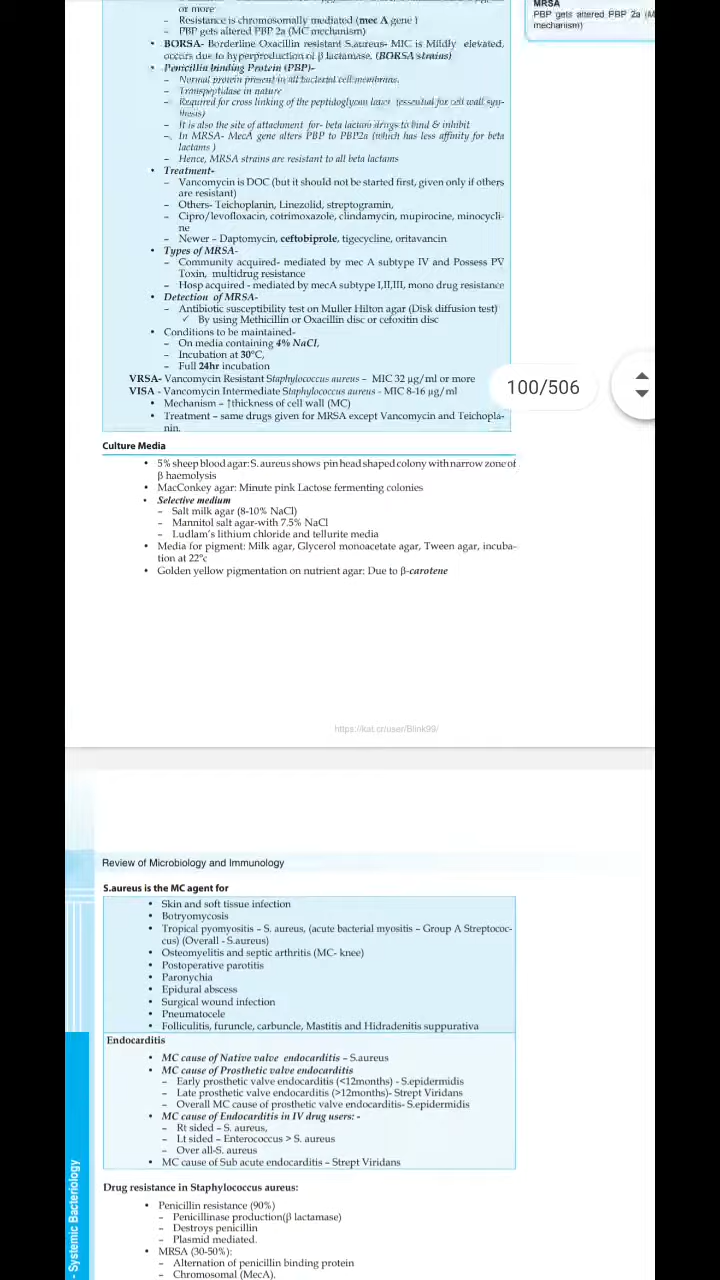 or more
– Resistance is chromosomally mediated (mec A gene )
– PBP gets altered PBP 2a (MC mechanism)
• BORSA- Borderline Oxacillin resistant S.aureus- MIC is Mildly elevated,
occurs due to hyperproduction of β lactamase. (BORSA strains)
• Penicillin binding Protein (PBP)-
– Normal protein present in all bacterial cell membrane.
– Transpeptidase in nature
– Required for cross linking of the peptidoglycan layer (essential for cell wall syn-
thesis)
– It is also the site of attachment for- beta lactam drugs to bind & inhibit
– In MRSA- MecA gene alters PBP to PBP2a (which has less affinity for beta
lactams )
– Hence, MRSA strains are resistant to all beta lactams
• Treatment-
– Vancomycin is DOC (but it should not be started first, given only if others
are resistant)
– Others- Teichoplanin, Linezolid, streptogramin,
– Cipro/levofloxacin, cotrimoxazole, clindamycin, mupirocine, minocycli-
ne
– Newer – Daptomycin, ceftobiprole, tigecycline, oritavancin
• Types of MRSA-
– Community acquired- mediated by mec A subtype IV and Possess PV
Toxin, multidrug resistance
– Hosp acquired - mediated by mecA subtype I,II,III, mono drug resistance
• Detection of MRSA-
– Antibiotic susceptibility test on Muller Hilton agar (Disk diffusion test)
✓ By using Methicillin or Oxacillin disc or cefoxitin disc
• Conditions to be maintained-
– On media containing 4% NaCl,
– Incubation at 30°C,
– Full 24hr incubation
VRSA- Vancomycin Resistant Staphylococcus aureus – MIC 32 µg/ml or more
VISA - Vancomycin Intermediate Staphylococcus aureus - MIC 8-16 µg/ml
• Mechanism – ↑thickness of cell wall (MC)
• Treatment – same drugs given for MRSA except Vancomycin and Teichopla-
nin.
MRSA
PBP gets altered PBP 2a (M
mechanism)
100/506
Culture Media
• 5% sheep blood agar: S. aureus shows pin head shaped colony with narrow zone of
β haemolysis
• MacConkey agar: Minute pink Lactose fermenting colonies
• Selective medium
– Salt milk agar (8-10% NaCl)
– Mannitol salt agar-with 7.5% NaCl
– Ludlam's lithium chloride and tellurite media
• Media for pigment: Milk agar, Glycerol monoacetate agar, Tween agar, incuba-
tion at 22°c
• Golden yellow pigmentation on nutrient agar: Due to β-carotene
https://kat.cr/user/Blink99/
Review of Microbiology and Immunology
S.aureus is the MC agent for
• Skin and soft tissue infection
• Botryomycosis
• Tropical pyomyositis – S. aureus, (acute bacterial myositis – Group A Streptococ-
cus) (Overall - S.aureus)
• Osteomyelitis and septic arthritis (MC- knee)
• Postoperative parotitis
• Paronychia
• Epidural abscess
• Surgical wound infection
• Pneumatocele
• Folliculitis, furuncle, carbuncle, Mastitis and Hidradenitis suppurativa
Endocarditis
• MC cause of Native valve endocarditis – S.aureus
• MC cause of Prosthetic valve endocarditis
– Early prosthetic valve endocarditis (<12months) - S.epidermidis
– Late prosthetic valve endocarditis (>12months)- Strept Viridans
– Overall MC cause of prosthetic valve endocarditis- S.epidermidis
• MC cause of Endocarditis in IV drug users: -
– Rt sided – S. aureus,
– Lt sided – Enterococcus > S. aureus
– Over all-S. aureus
• MC cause of Sub acute endocarditis – Strept Viridans
Drug resistance in Staphylococcus aureus:
• Penicillin resistance (90%)
– Penicillinase production(β lactamase)
– Destroys penicillin
– Plasmid mediated.
• MRSA (30-50%):
– Alternation of penicillin binding protein
– Chromosomal (MecA).
- Systemic Bacteriology